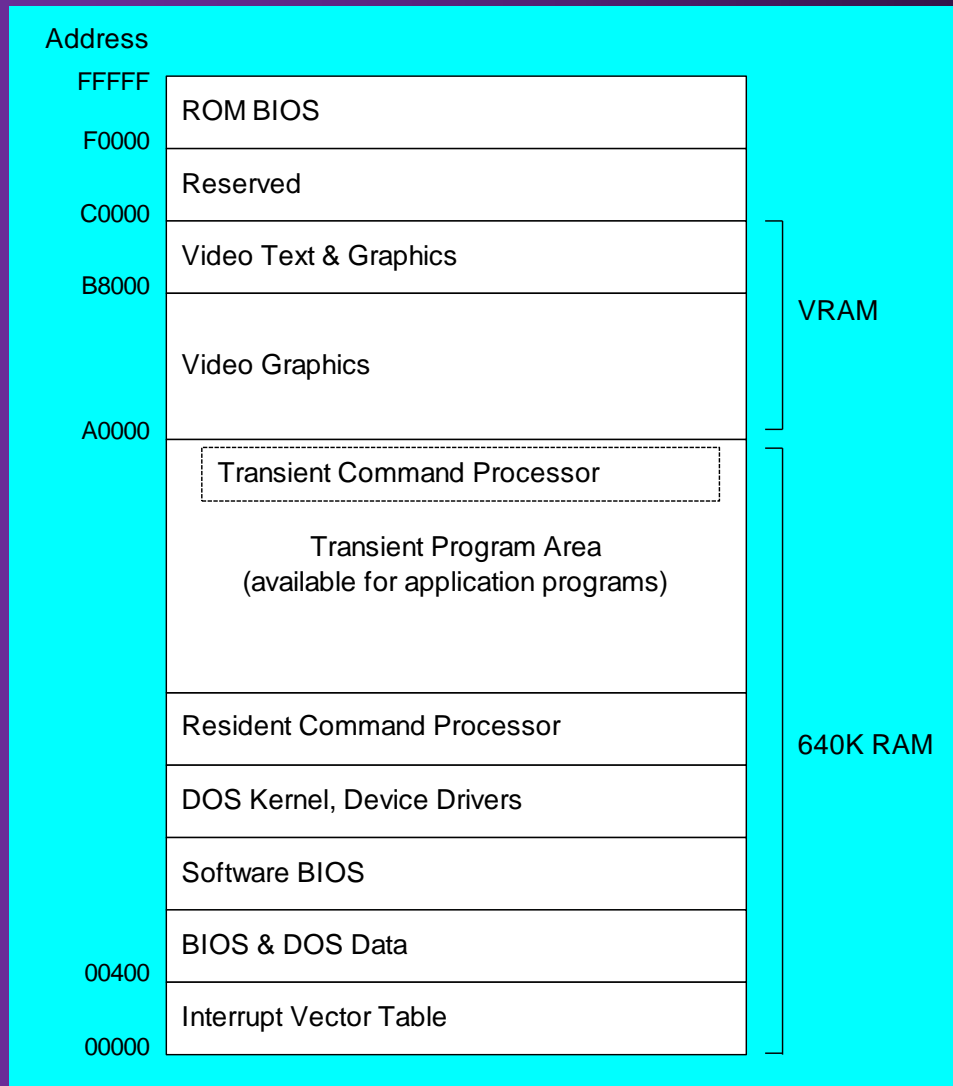 Address
FFFFF
ROM BIOS
F0000
Reserved
C0000
Video Text & Graphics
B8000
VRAM
Video Graphics
A0000
Transient Command Processor
Transient Program Area
(available for application programs)
Resident Command Processor
640K RAM
DOS Kernel, Device Drivers
Software BIOS
BIOS & DOS Data
00400
Interrupt Vector Table
00000